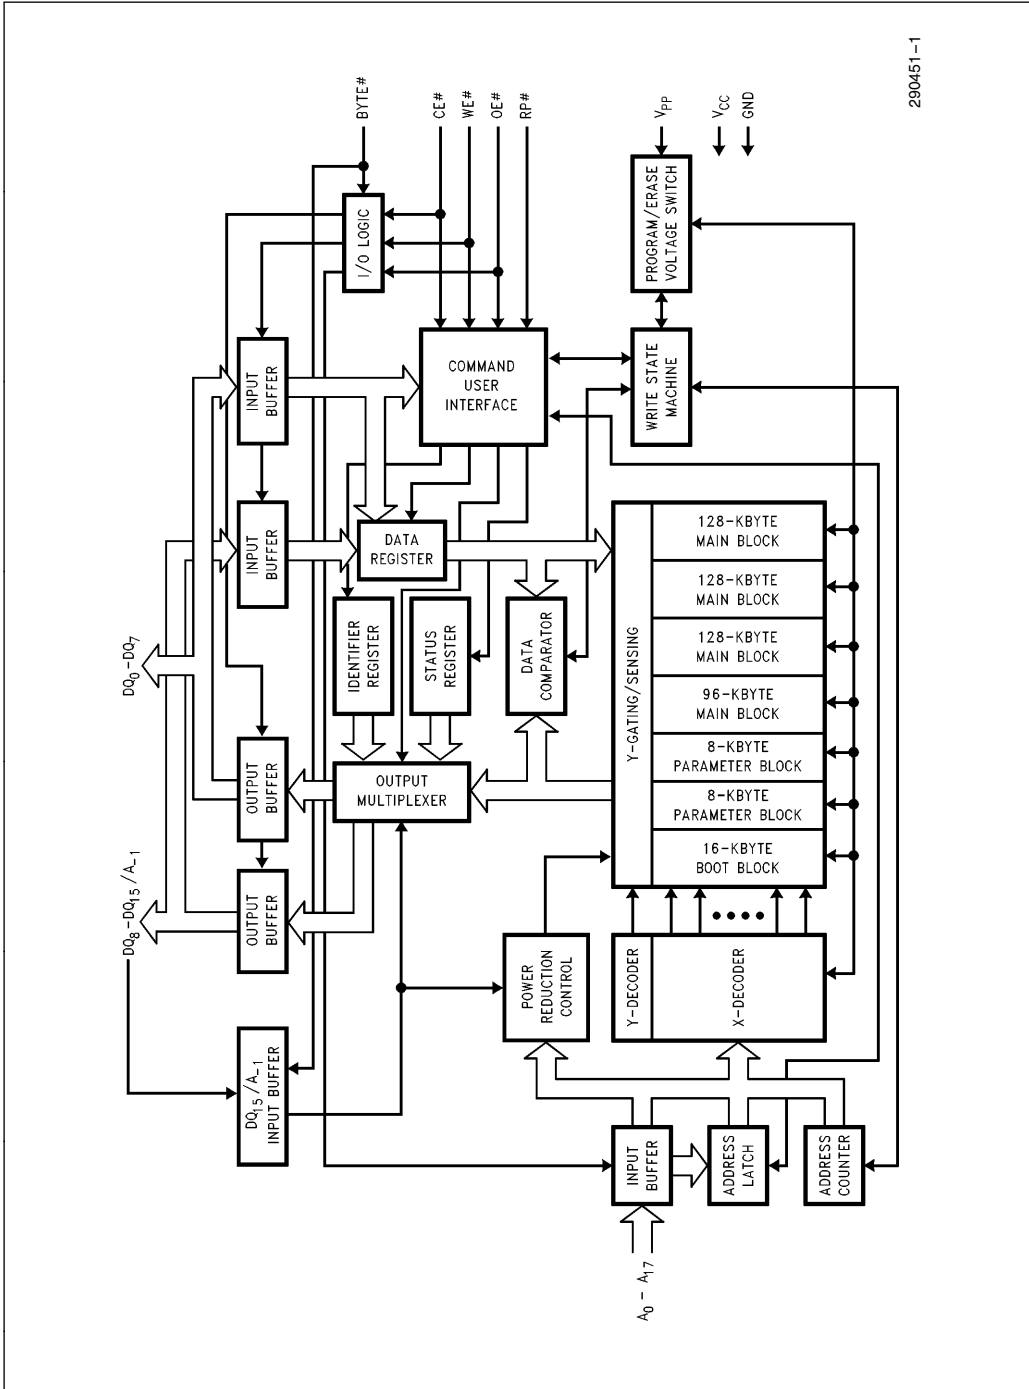 290451-1
BYTE#
CE#
WE#
OE#
RP#
VPP
VCC
GND
I/O LOGIC
PROGRAM/ERASE
VOLTAGE SWITCH
INPUT
BUFFER
COMMAND
USER
INTERFACE
WRITE STATE
MACHINE
INPUT
BUFFER
DATA
REGISTER
IDENTIFIER
REGISTER
STATUS
REGISTER
DATA
COMPARATOR
Y-GATING/SENSING
128-KBYTE
MAIN BLOCK
128-KBYTE
MAIN BLOCK
128-KBYTE
MAIN BLOCK
96-KBYTE
MAIN BLOCK
8-KBYTE
PARAMETER BLOCK
8-KBYTE
PARAMETER BLOCK
16-KBYTE
BOOT BLOCK
DQ0-DQ7
OUTPUT
BUFFER
OUTPUT
MULTIPLEXER
DQ8-DQ15/A-1
OUTPUT
BUFFER
POWER
REDUCTION
CONTROL
Y-DECODER
X-DECODER
DQ15/A-1
INPUT BUFFER
INPUT
BUFFER
ADDRESS
LATCH
ADDRESS
COUNTER
A0 - A17